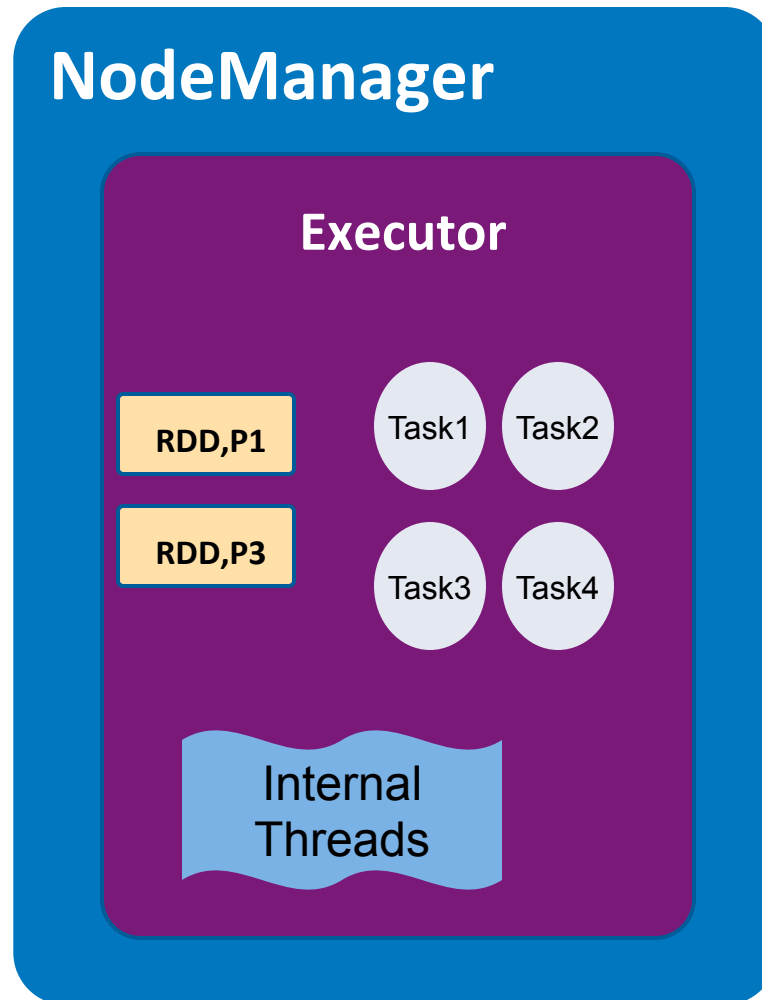 NodeManager
Executor
RDD,P1
Task1
Task2
RDD,P3
Task3
Task4
Internal
Threads